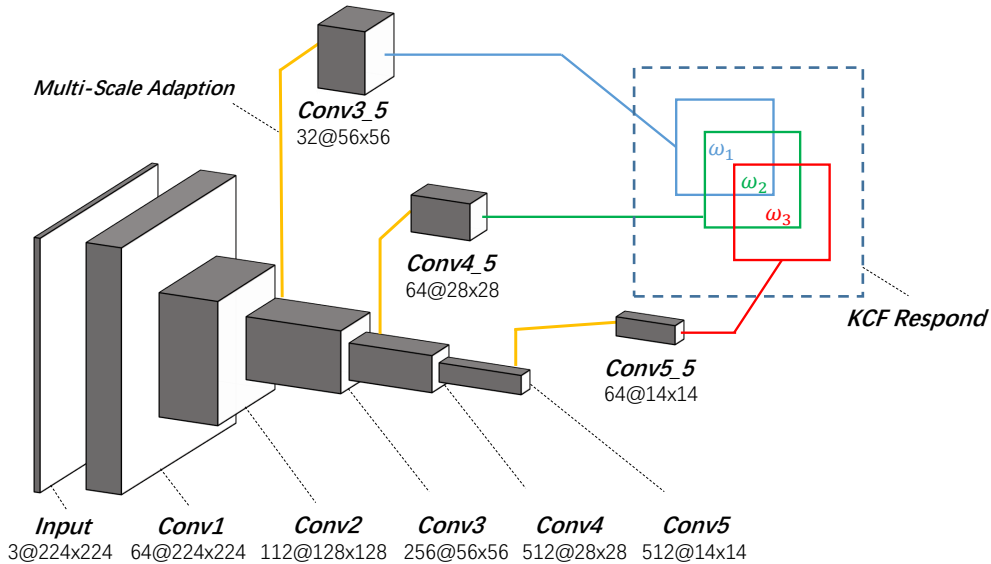 Multi-Scale Adaption
Conv3_5
32@56x56
ω1
ω2
ω3
Conv4_5
64@28x28
KCF Respond
Conv5_5
64@14x14
Input
3@224x224
Conv1
64@224x224
Conv2
112@128x128
Conv3
256@56x56
Conv4
512@28x28
Conv5
512@14x14